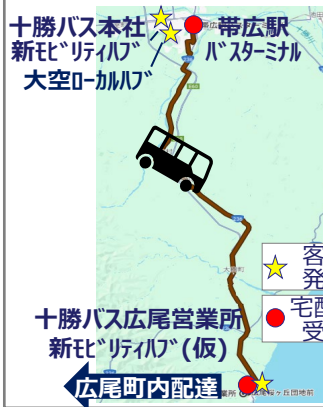 十勝バス本社
新モビリティハブ
大空ローカルハブ
帯広駅
バスターミナル
客
発
宅配
受
十勝バス広尾営業所
新モビリティハブ(仮)
広尾町内配達